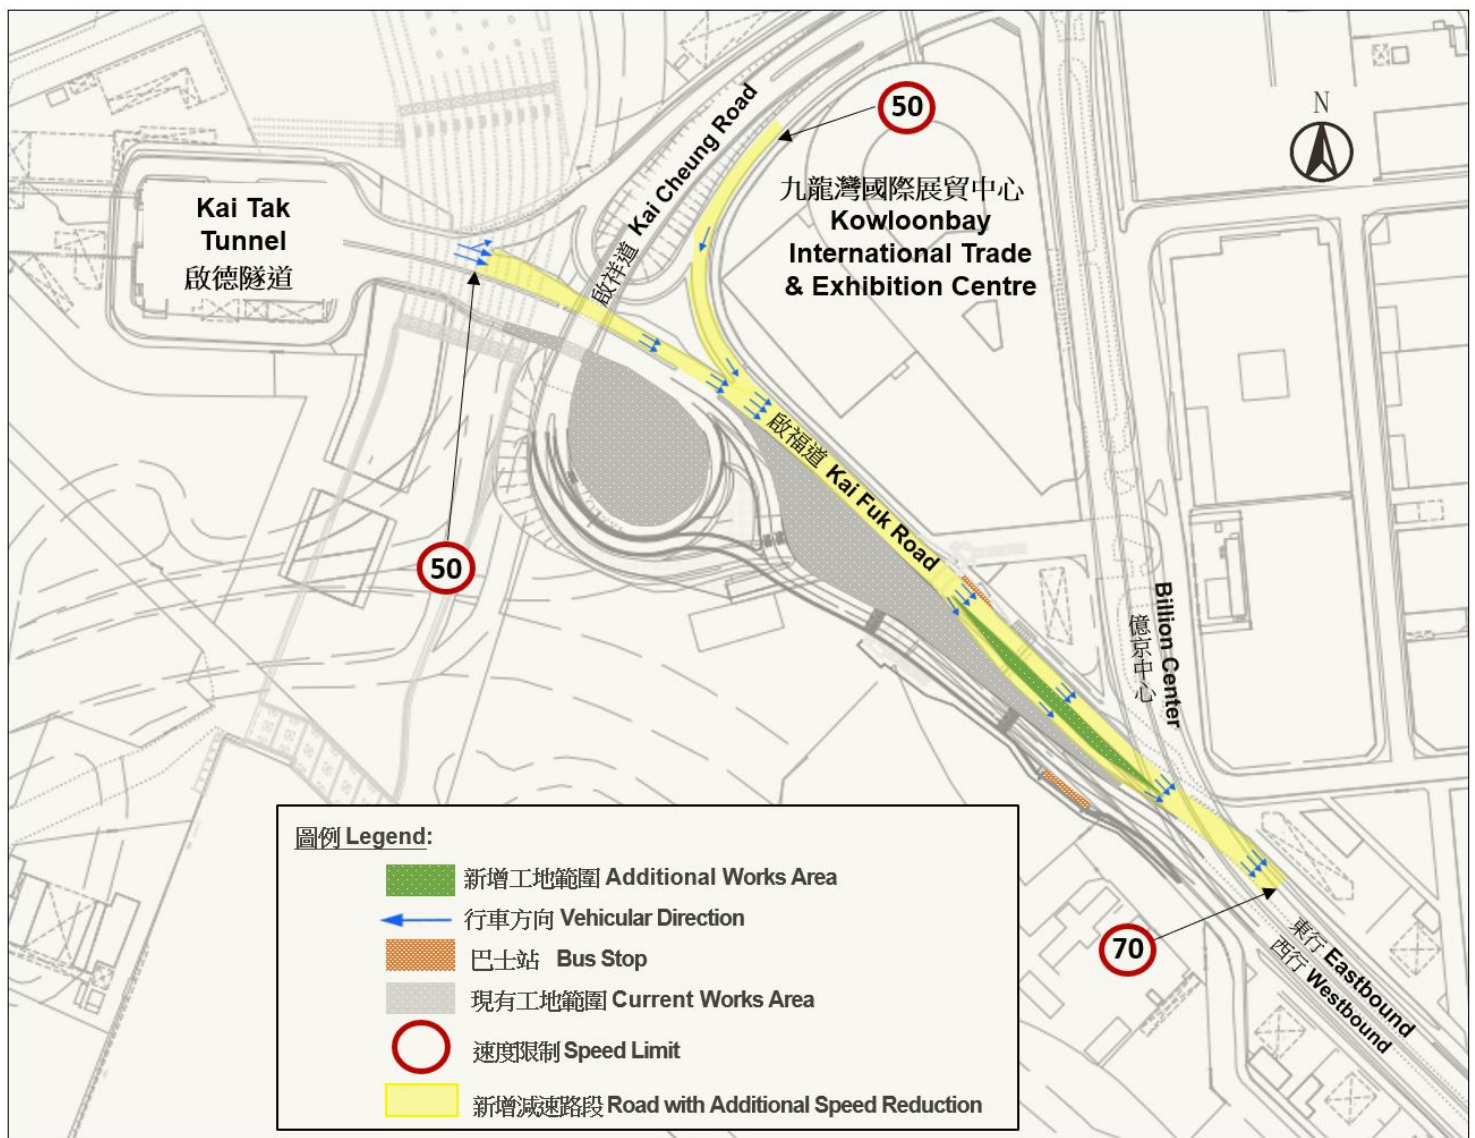 N
50
啟祥道 Kai Cheung Road
九龍灣國際展貿中心
Kowloonbay
International Trade
& Exhibition Centre
Kai Tak
Tunnel
啟德隧道
啟福道 Kai Fuk Road
50
Billion Center
億京中心
70
東行 Eastbound
西行 Westbound
圖例 Legend:
新增工地範圍 Additional Works Area
行車方向 Vehicular Direction
巴士站 Bus Stop
現有工地範圍 Current Works Area
速度限制 Speed Limit
新增減速路段 Road with Additional Speed Reduction